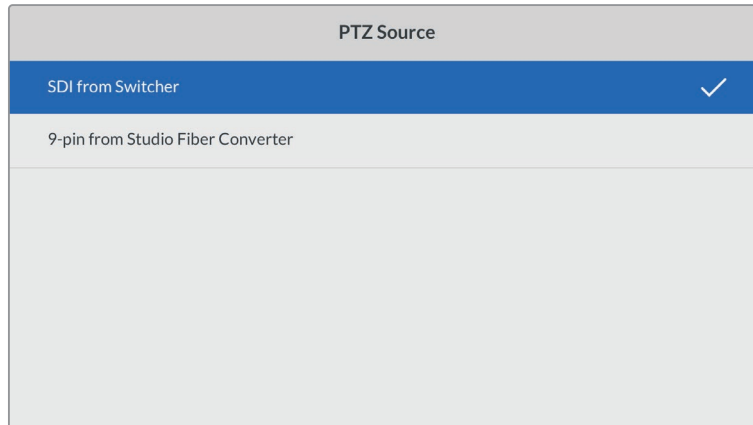 PTZ Source
SDI from Switcher
9-pin from Studio Fiber Converter